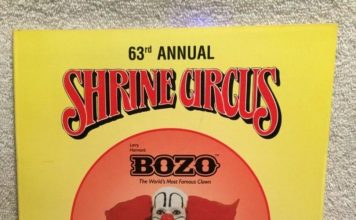 63rd ANNUAL
SHRINE CIRCUS
Larry
Harmon's
BOZO
The World's Most Famous Clown